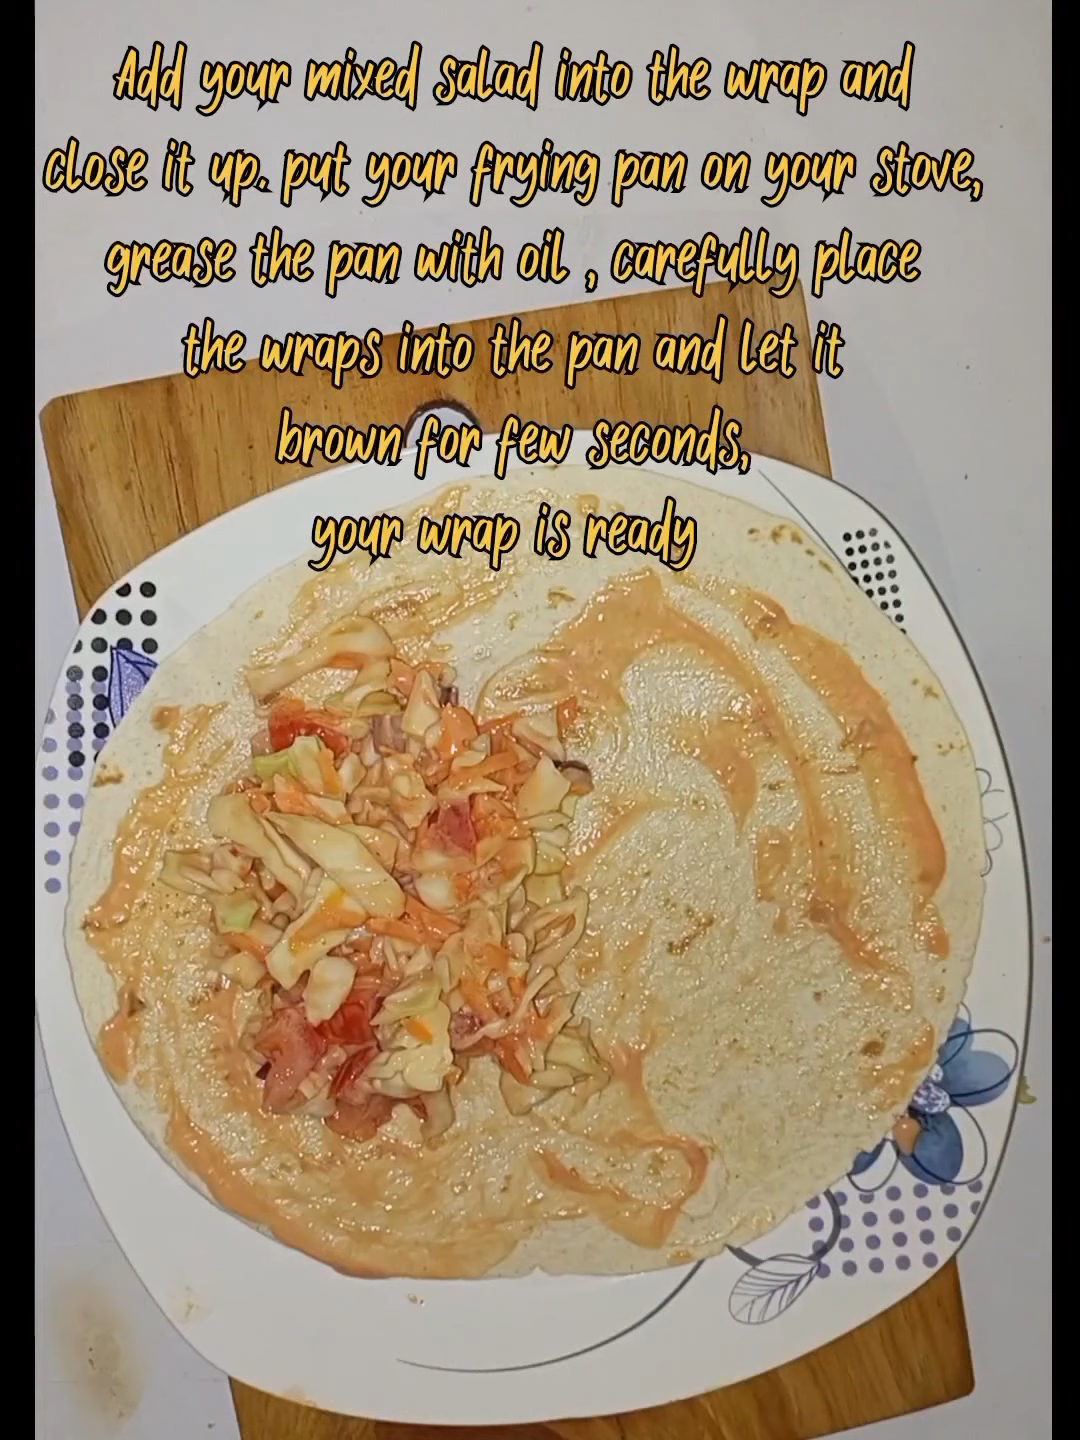 Add your mixed salad into the wrap and
close it up. put your frying pan on your stove,
grease the pan with oil , carefully place
the wraps into the pan and let it
brown for few seconds,
your wrap is ready